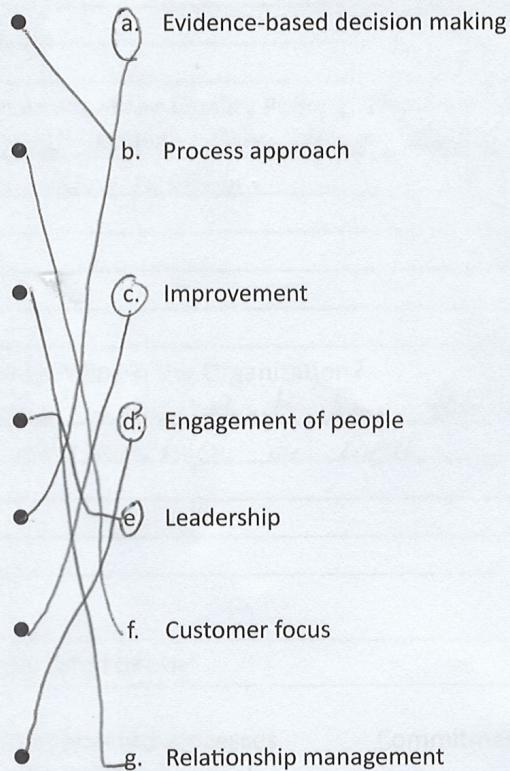 a. Evidence-based decision making
b. Process approach
c. Improvement
d. Engagement of people
e. Leadership
f. Customer focus
g. Relationship management